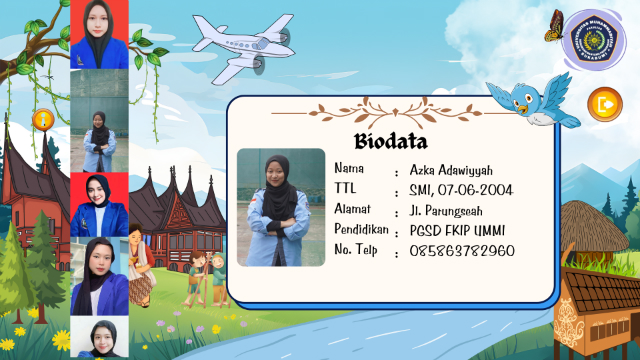 Biodata
Nama : Azka Adawiyyah
TTL : SMI, 07-06-2004
Alamat : Jl. Parungseah
Pendidikan : PGSD FKIP UMMI
No. Telp : 085863782960